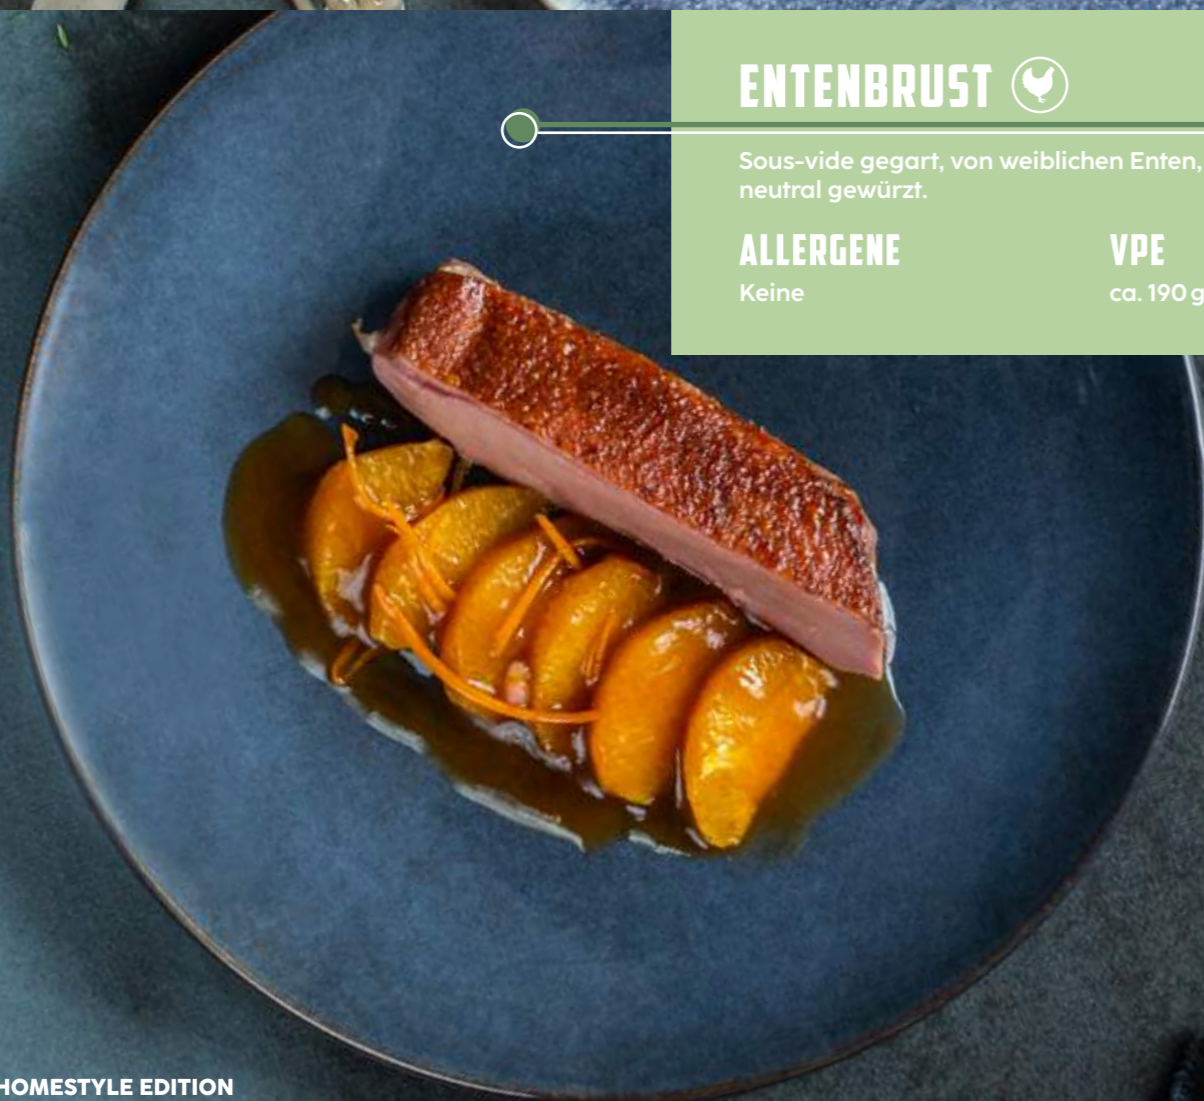 ENTENBRUST
Sous-vide gegart, von weiblichen Enten,
neutral gewürzt.
ALLERGENE
VPE
Keine
ca. 190 g
HOMESTYLE EDITION